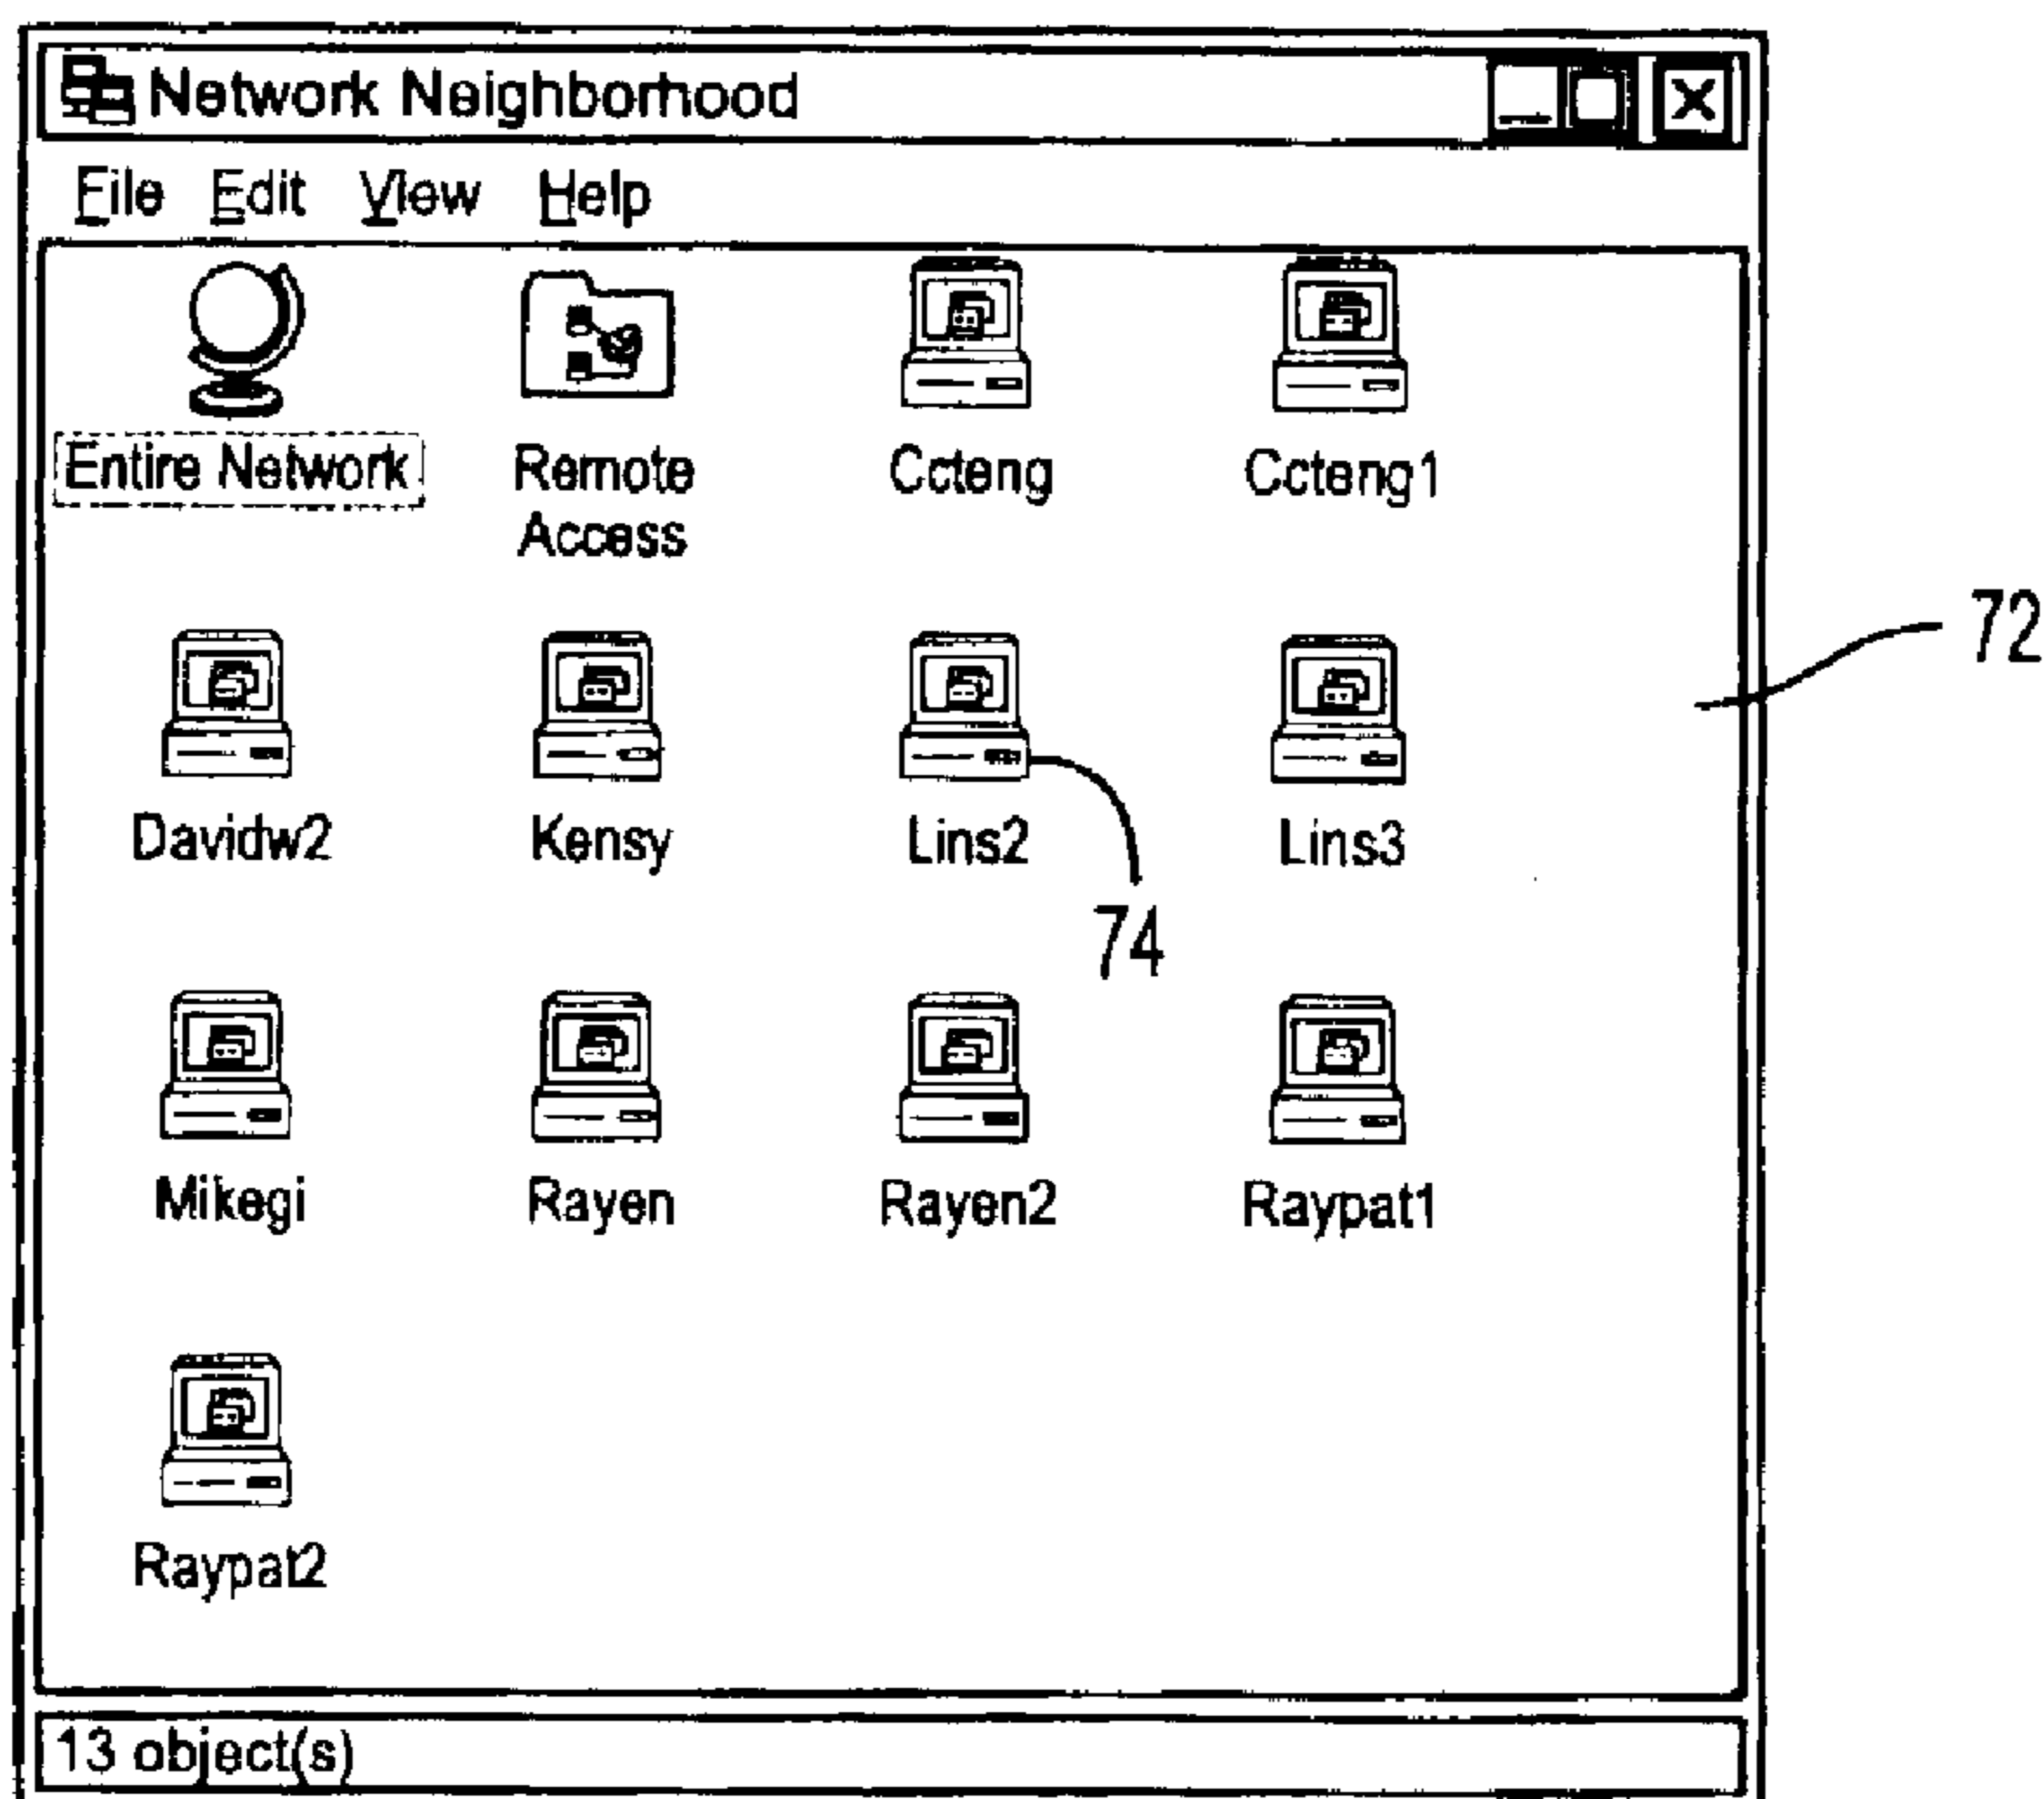 Network Neighborhood
File Edit View Help
Entire Network
Remote
Access
Ccteng
Ccteng1
72
Davidw2
Kensy
Lins2
Lins3
74
Mikegi
Rayen
Rayen2
Raypat1
Raypat2
13 object(s)